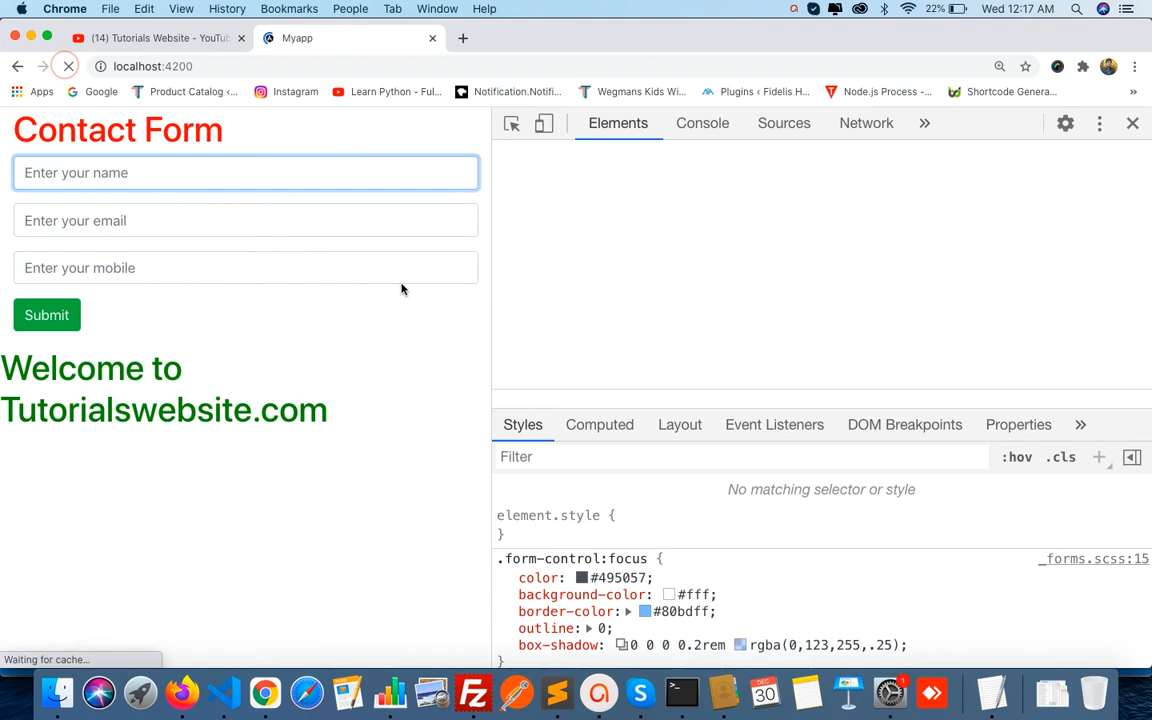 Chrome File Edit View History Bookmarks People Tab Window Help 22% Wed 12:17 AM
(14) Tutorials Website - YouTu Myapp
localhost:4200
Apps Google Product Catalog ‹... Instagram Learn Python - Ful... Notification.Notifi... Wegmans Kids Wi... Plugins ‹ Fidelis H... Node.js Process -... Shortcode Genera... »
Contact Form
Enter your name
Enter your email
Enter your mobile
Submit
Welcome to
Tutorialswebsite.com
Elements Console Sources Network »
Styles Computed Layout Event Listeners DOM Breakpoints Properties »
Filter :hov .cls +
No matching selector or style
element.style {
}
.form-control:focus { _forms.scss:15
color: #495057;
background-color: #fff;
border-color: #80bdff;
outline: 0;
box-shadow: 0 0 0 0.2rem rgba(0,123,255,.25);
}
Waiting for cache...
DEC
30
1